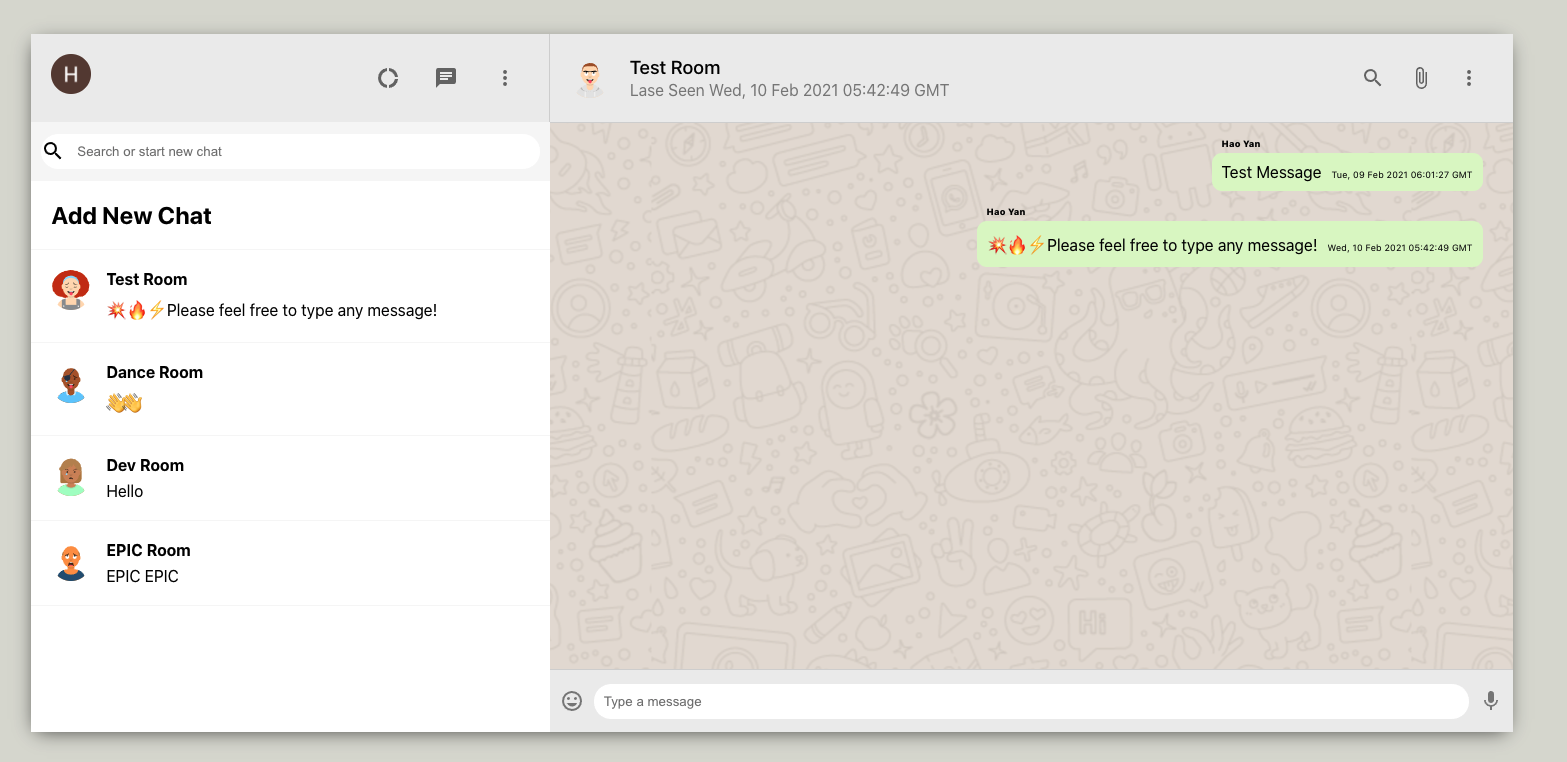 H
Search or start new chat
Add New Chat
Test Room
💥🔥⚡Please feel free to type any message!
Dance Room
👋👋
Dev Room
Hello
EPIC Room
EPIC EPIC
Test Room
Lase Seen Wed, 10 Feb 2021 05:42:49 GMT
Hao Yan
Test Message Tue, 09 Feb 2021 06:01:27 GMT
Hao Yan
💥🔥⚡Please feel free to type any message! Wed, 10 Feb 2021 05:42:49 GMT
Hi
Type a message